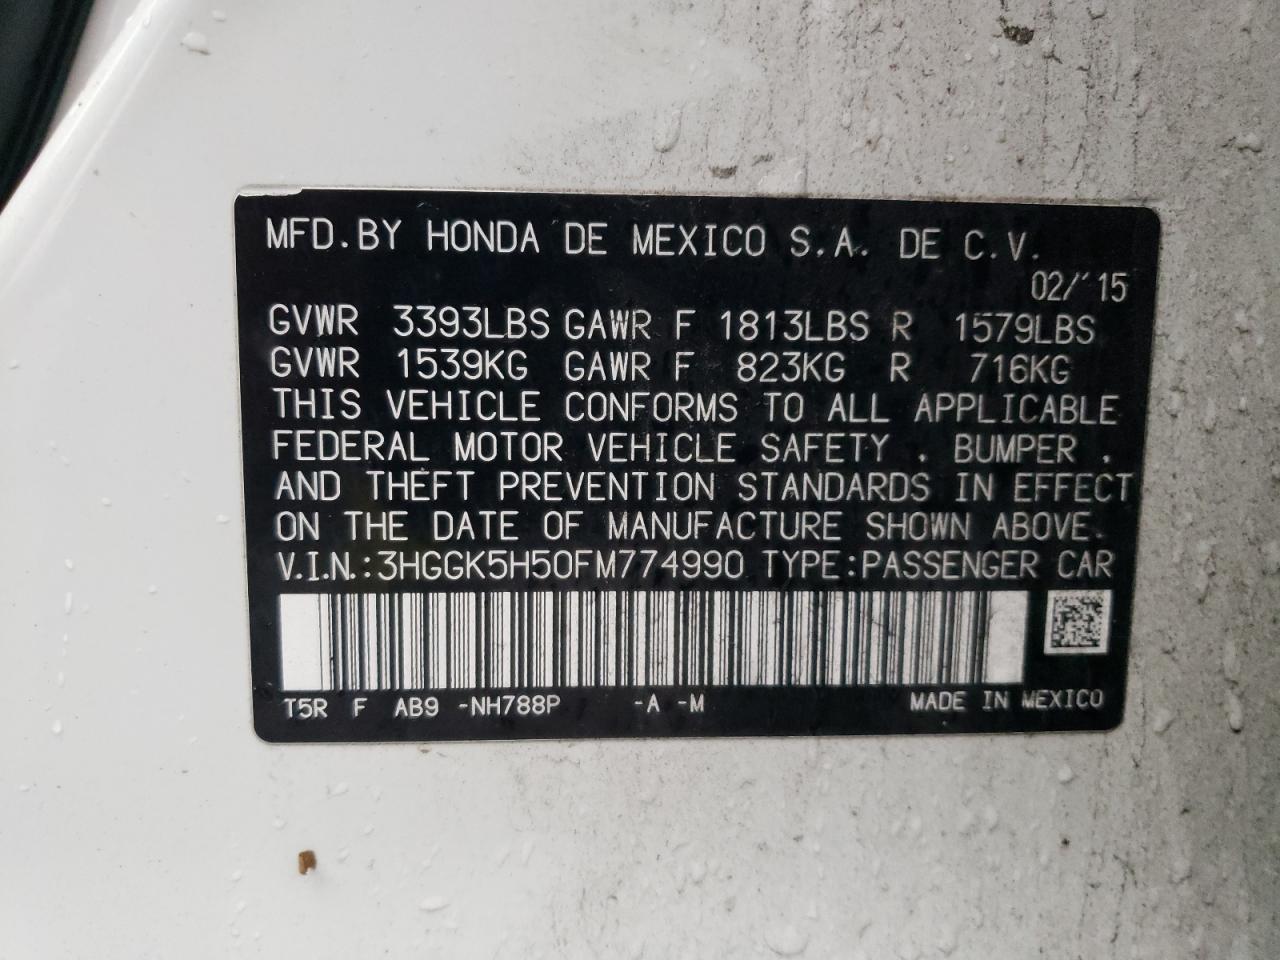 MFD.BY HONDA DE MEXICO S.A. DE C.V.
02/'15
GVWR 3393LBS GAWR F 1813LBS R 1579LBS
GVWR 1539KG GAWR F 823KG R 716KG
THIS VEHICLE CONFORMS TO ALL APPLICABLE
FEDERAL MOTOR VEHICLE SAFETY , BUMPER ,
AND THEFT PREVENTION STANDARDS IN EFFECT
ON THE DATE OF MANUFACTURE SHOWN ABOVE.
V.I.N.:3HGGK5H50FM774990 TYPE:PASSENGER CAR
T5R F AB9 -NH788P -A -M MADE IN MEXICO